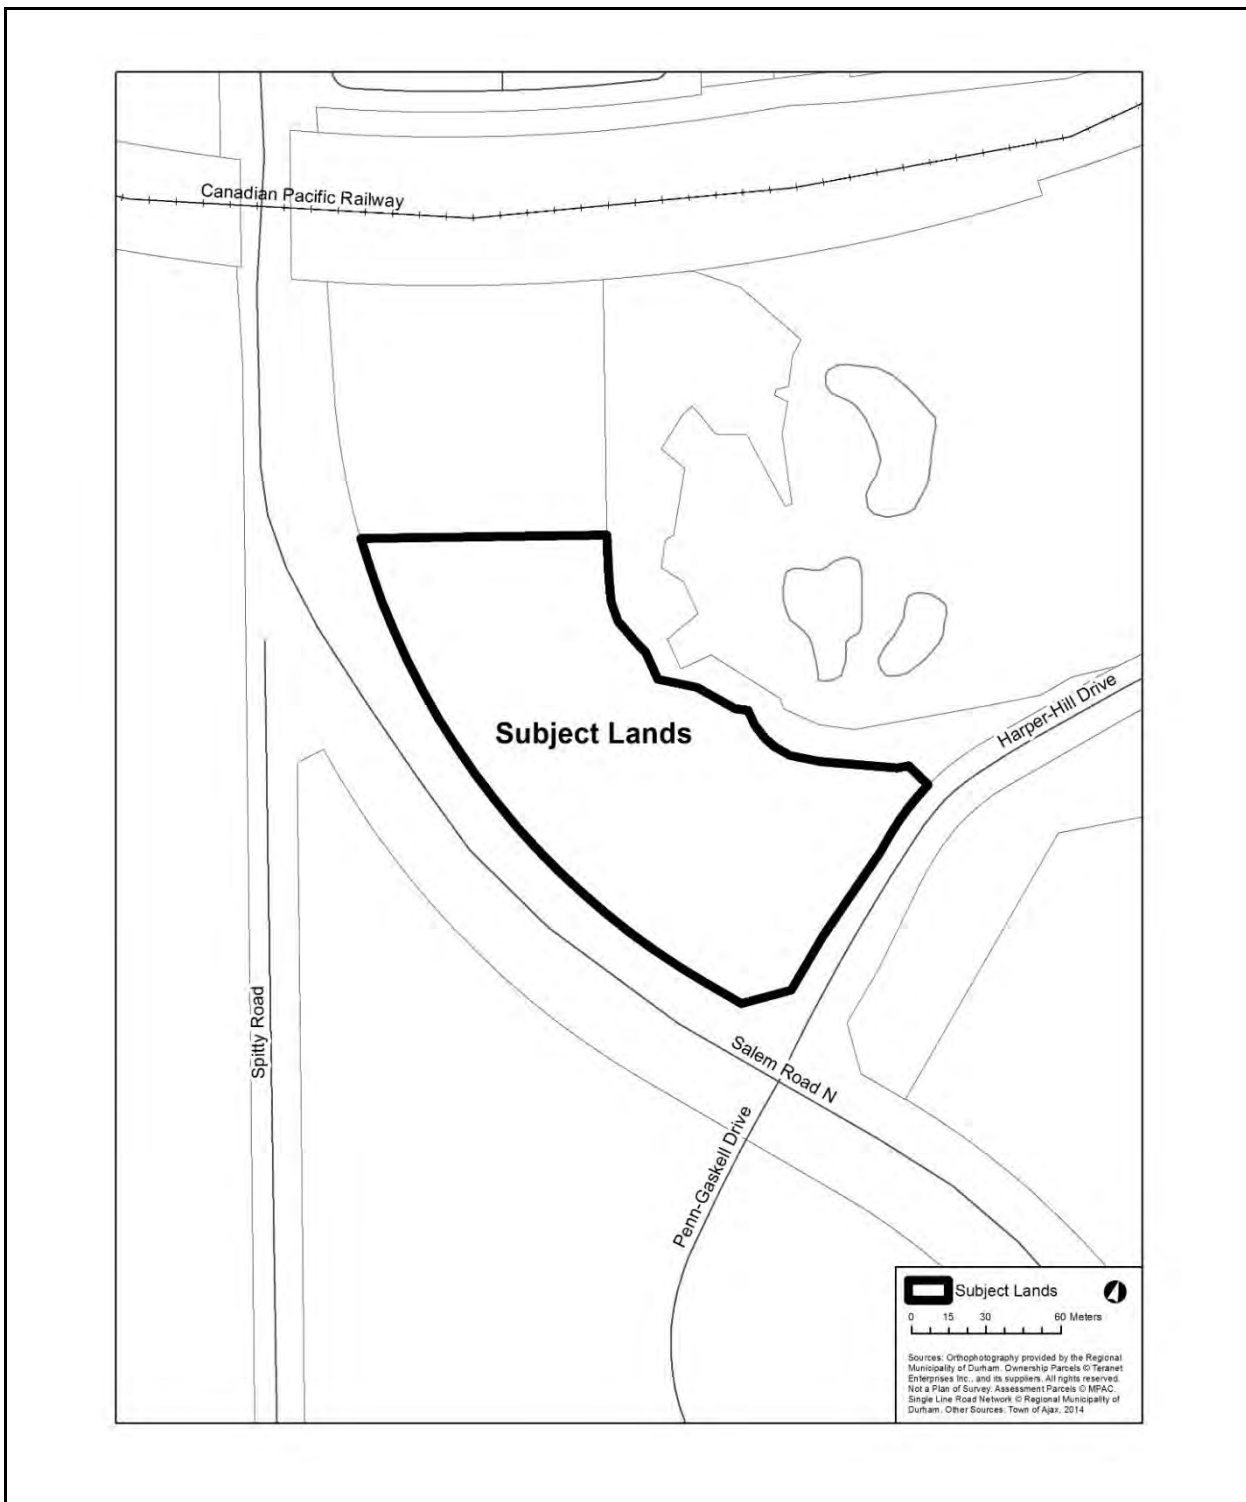 Canadian Pacific Railway
Harper-Hill Drive
Subject Lands
Spitty Road
Salem Road N
Penn-Gaskell Drive
Subject Lands
0 15 30 60 Meters
Sources: Orthophotography provided by the Regional
Municipality of Durham. Ownership Parcels © Teranet
Enterprises Inc., and its suppliers. All rights reserved.
Not a Plan of Survey. Assessment Parcels © MPAC.
Single Line Road Network © Regional Municipality of
Durham. Other Sources: Town of Ajax, 2014